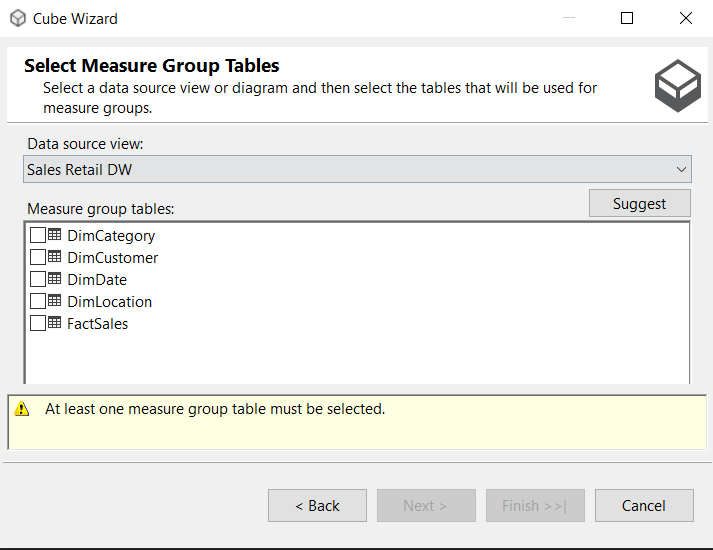 Cube Wizard
Select Measure Group Tables
Select a data source view or diagram and then select the tables that will be used for
measure groups.
Data source view:
Sales Retail DW
Measure group tables:
Suggest
DimCategory
DimCustomer
DimDate
DimLocation
FactSales
At least one measure group table must be selected.
< Back
Next >
Finish >>|
Cancel